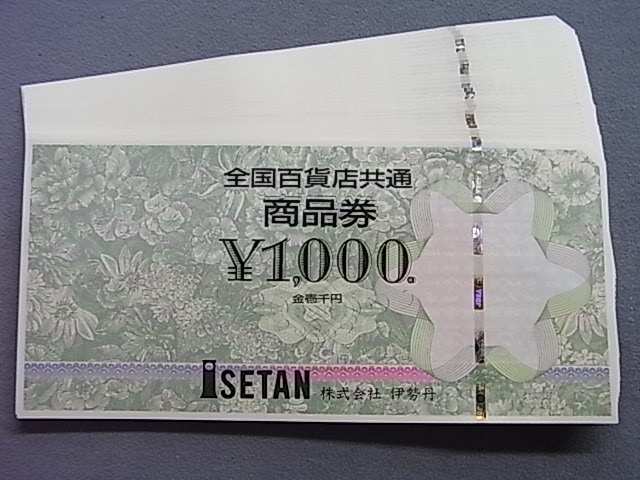 全国百貨店共通
商品券
¥1,000.
金壱千円
ISETAN 株式会社 伊勢丹